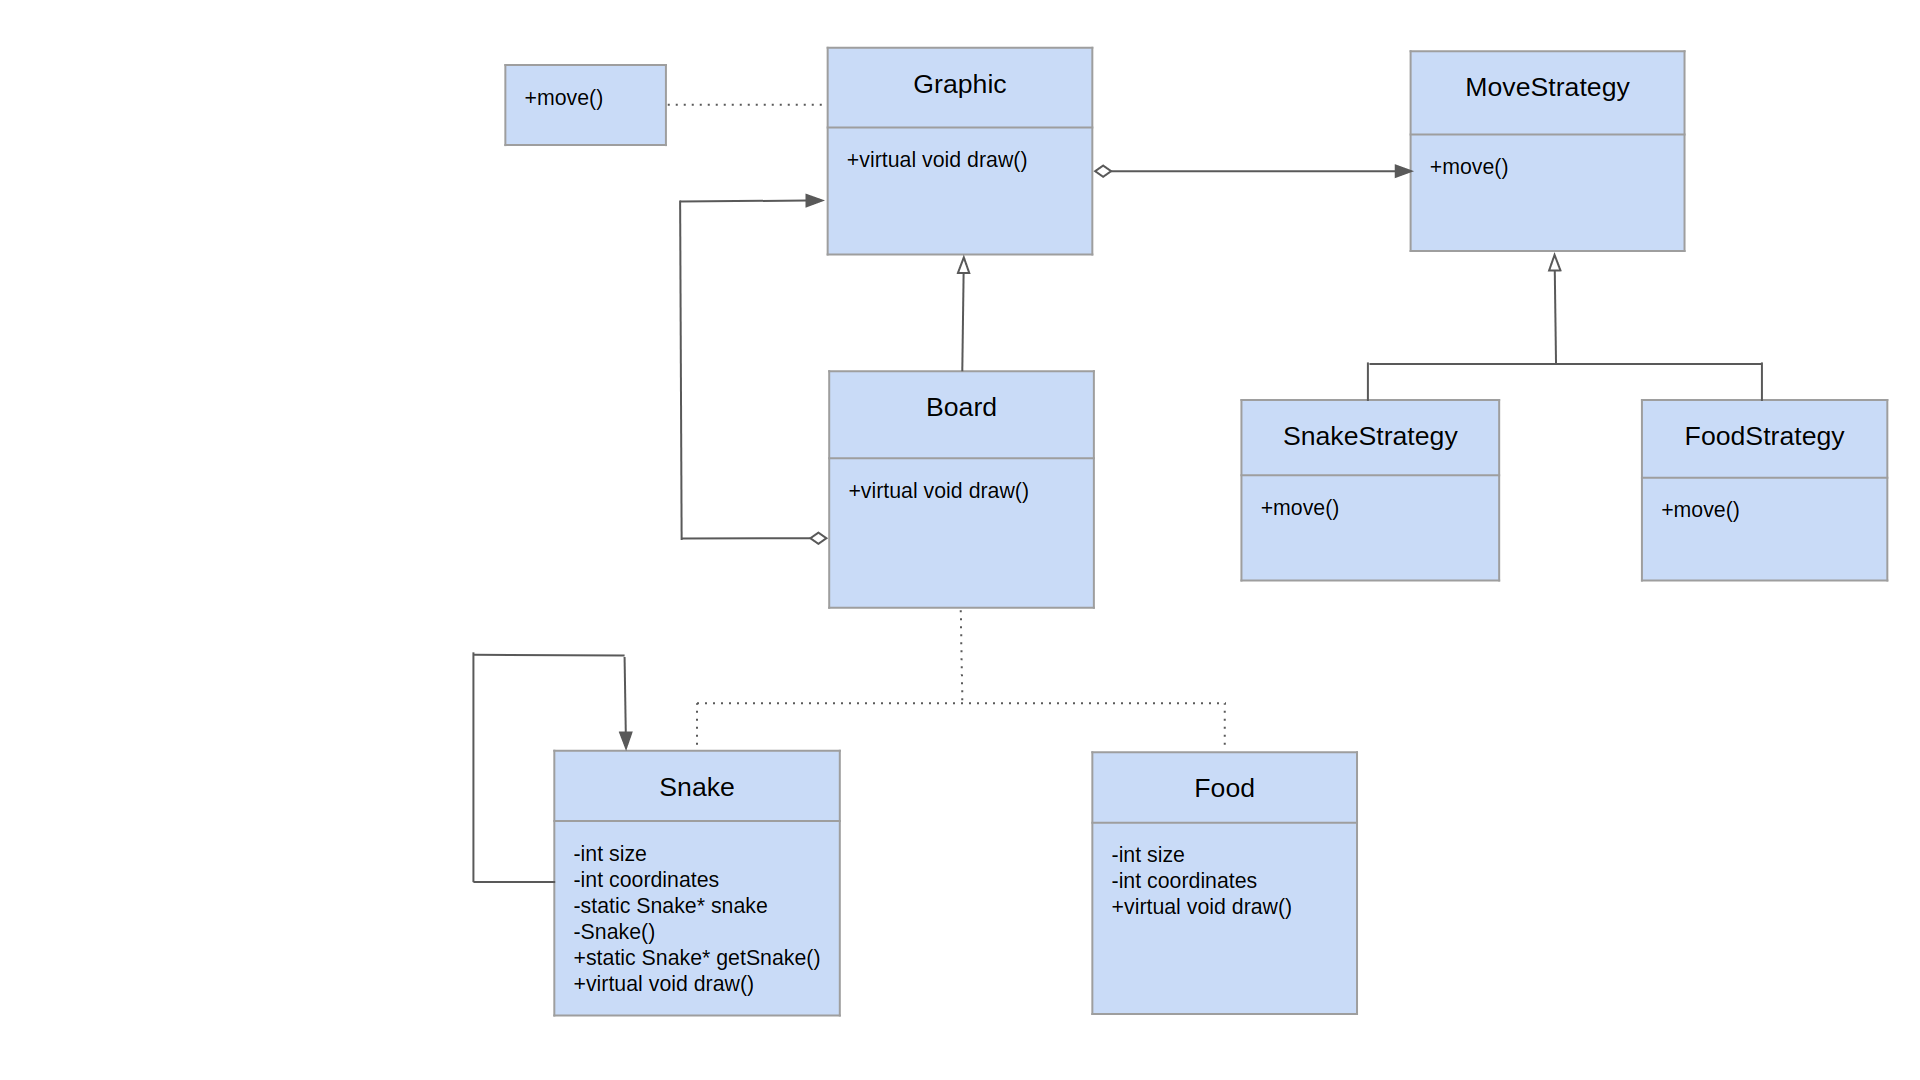 +move()
Graphic
+virtual void draw()
MoveStrategy
+move()
Board
+virtual void draw()
SnakeStrategy
+move()
FoodStrategy
+move()
Snake
-int size
-int coordinates
-static Snake* snake
-Snake()
+static Snake* getSnake()
+virtual void draw()
Food
-int size
-int coordinates
+virtual void draw()